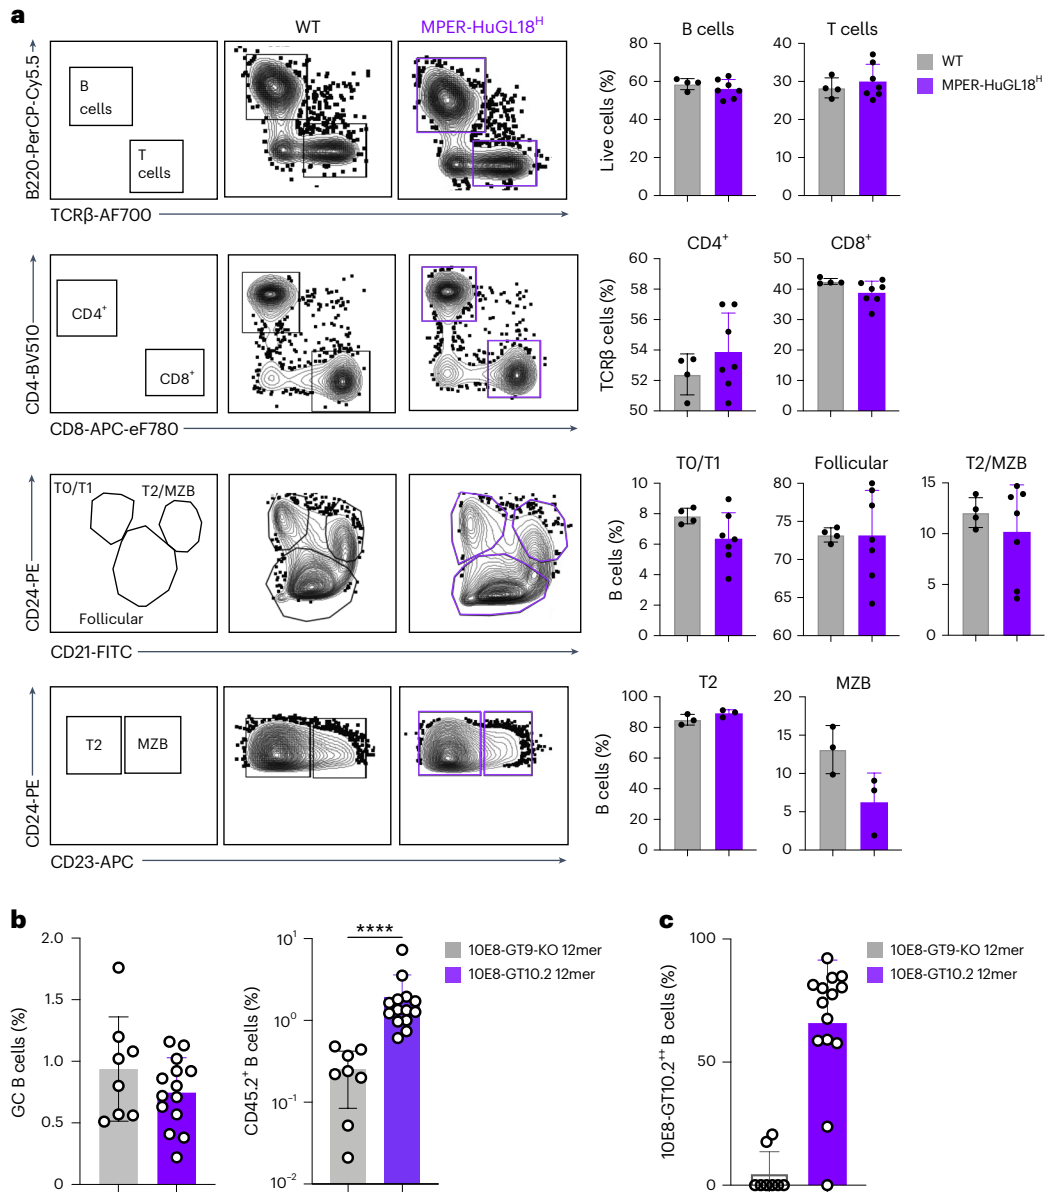 a
WT
MPER-HuGL18H
B cells
T cells
WT
MPER-HuGL18H
B220-PerCP-Cy5.5
B
cells
T
cells
TCRβ-AF700
Live cells (%)
80
60
40
20
0
40
30
20
10
0
CD4+
CD8+
CD4-BV510
CD4+
CD8+
CD8-APC-eF780
TCRβ cells (%)
60
58
56
54
52
50
50
40
30
20
10
0
T0/T1
Follicular
T2/MZB
CD24-PE
T0/T1
T2/MZB
Follicular
CD21-FITC
B cells (%)
10
8
6
4
2
0
80
75
70
65
60
15
10
5
0
T2
MZB
CD24-PE
T2
MZB
CD23-APC
B cells (%)
100
80
60
40
20
0
20
15
10
5
0
b
GC B cells (%)
2.0
1.5
1.0
0.5
0
CD45.2+ B cells (%)
101
100
10−1
10−2
****
10E8-GT9-KO 12mer
10E8-GT10.2 12mer
c
10E8-GT10.2++ B cells (%)
100
50
0
10E8-GT9-KO 12mer
10E8-GT10.2 12mer